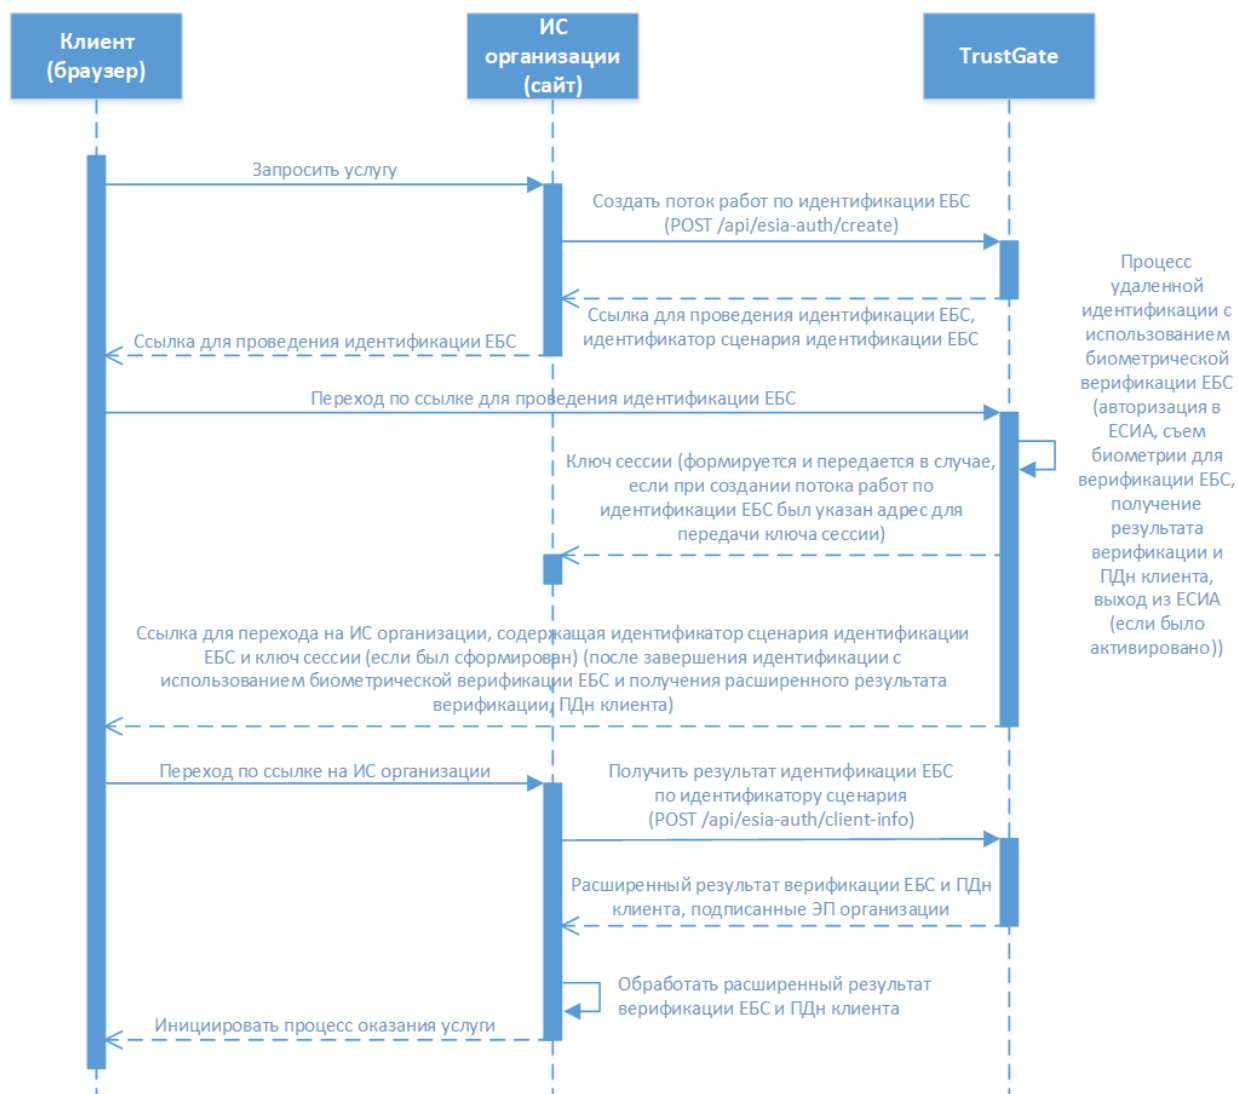 Клиент
(браузер)
ИС
организации
(сайт)
TrustGate
Запросить услугу
Создать поток работ по идентификации ЕБС
(POST /api/esia-auth/create)
Ссылка для проведения идентификации ЕБС,
идентификатор сценария идентификации ЕБС
Ссылка для проведения идентификации ЕБС
Переход по ссылке для проведения идентификации ЕБС
Процесс
удаленной
идентификации с
использованием
биометрической
верификации ЕБС
(авторизация в
ЕСИА, съем
биометрии для
верификации ЕБС,
получение
результата
верификации и
ПДн клиента,
выход из ЕСИА
(если было
активировано))
Ключ сессии (формируется и передается в случае,
если при создании потока работ по
идентификации ЕБС был указан адрес для
передачи ключа сессии)
Ссылка для перехода на ИС организации, содержащая идентификатор сценария идентификации
ЕБС и ключ сессии (если был сформирован) (после завершения идентификации с
использованием биометрической верификации ЕБС и получения расширенного результата
верификации, ПДн клиента)
Переход по ссылке на ИС организации
Получить результат идентификации ЕБС
по идентификатору сценария
(POST /api/esia-auth/client-info)
Расширенный результат верификации ЕБС и ПДн
клиента, подписанные ЭП организации
Обработать расширенный результат
верификации ЕБС и ПДн клиента
Инициировать процесс оказания услуги